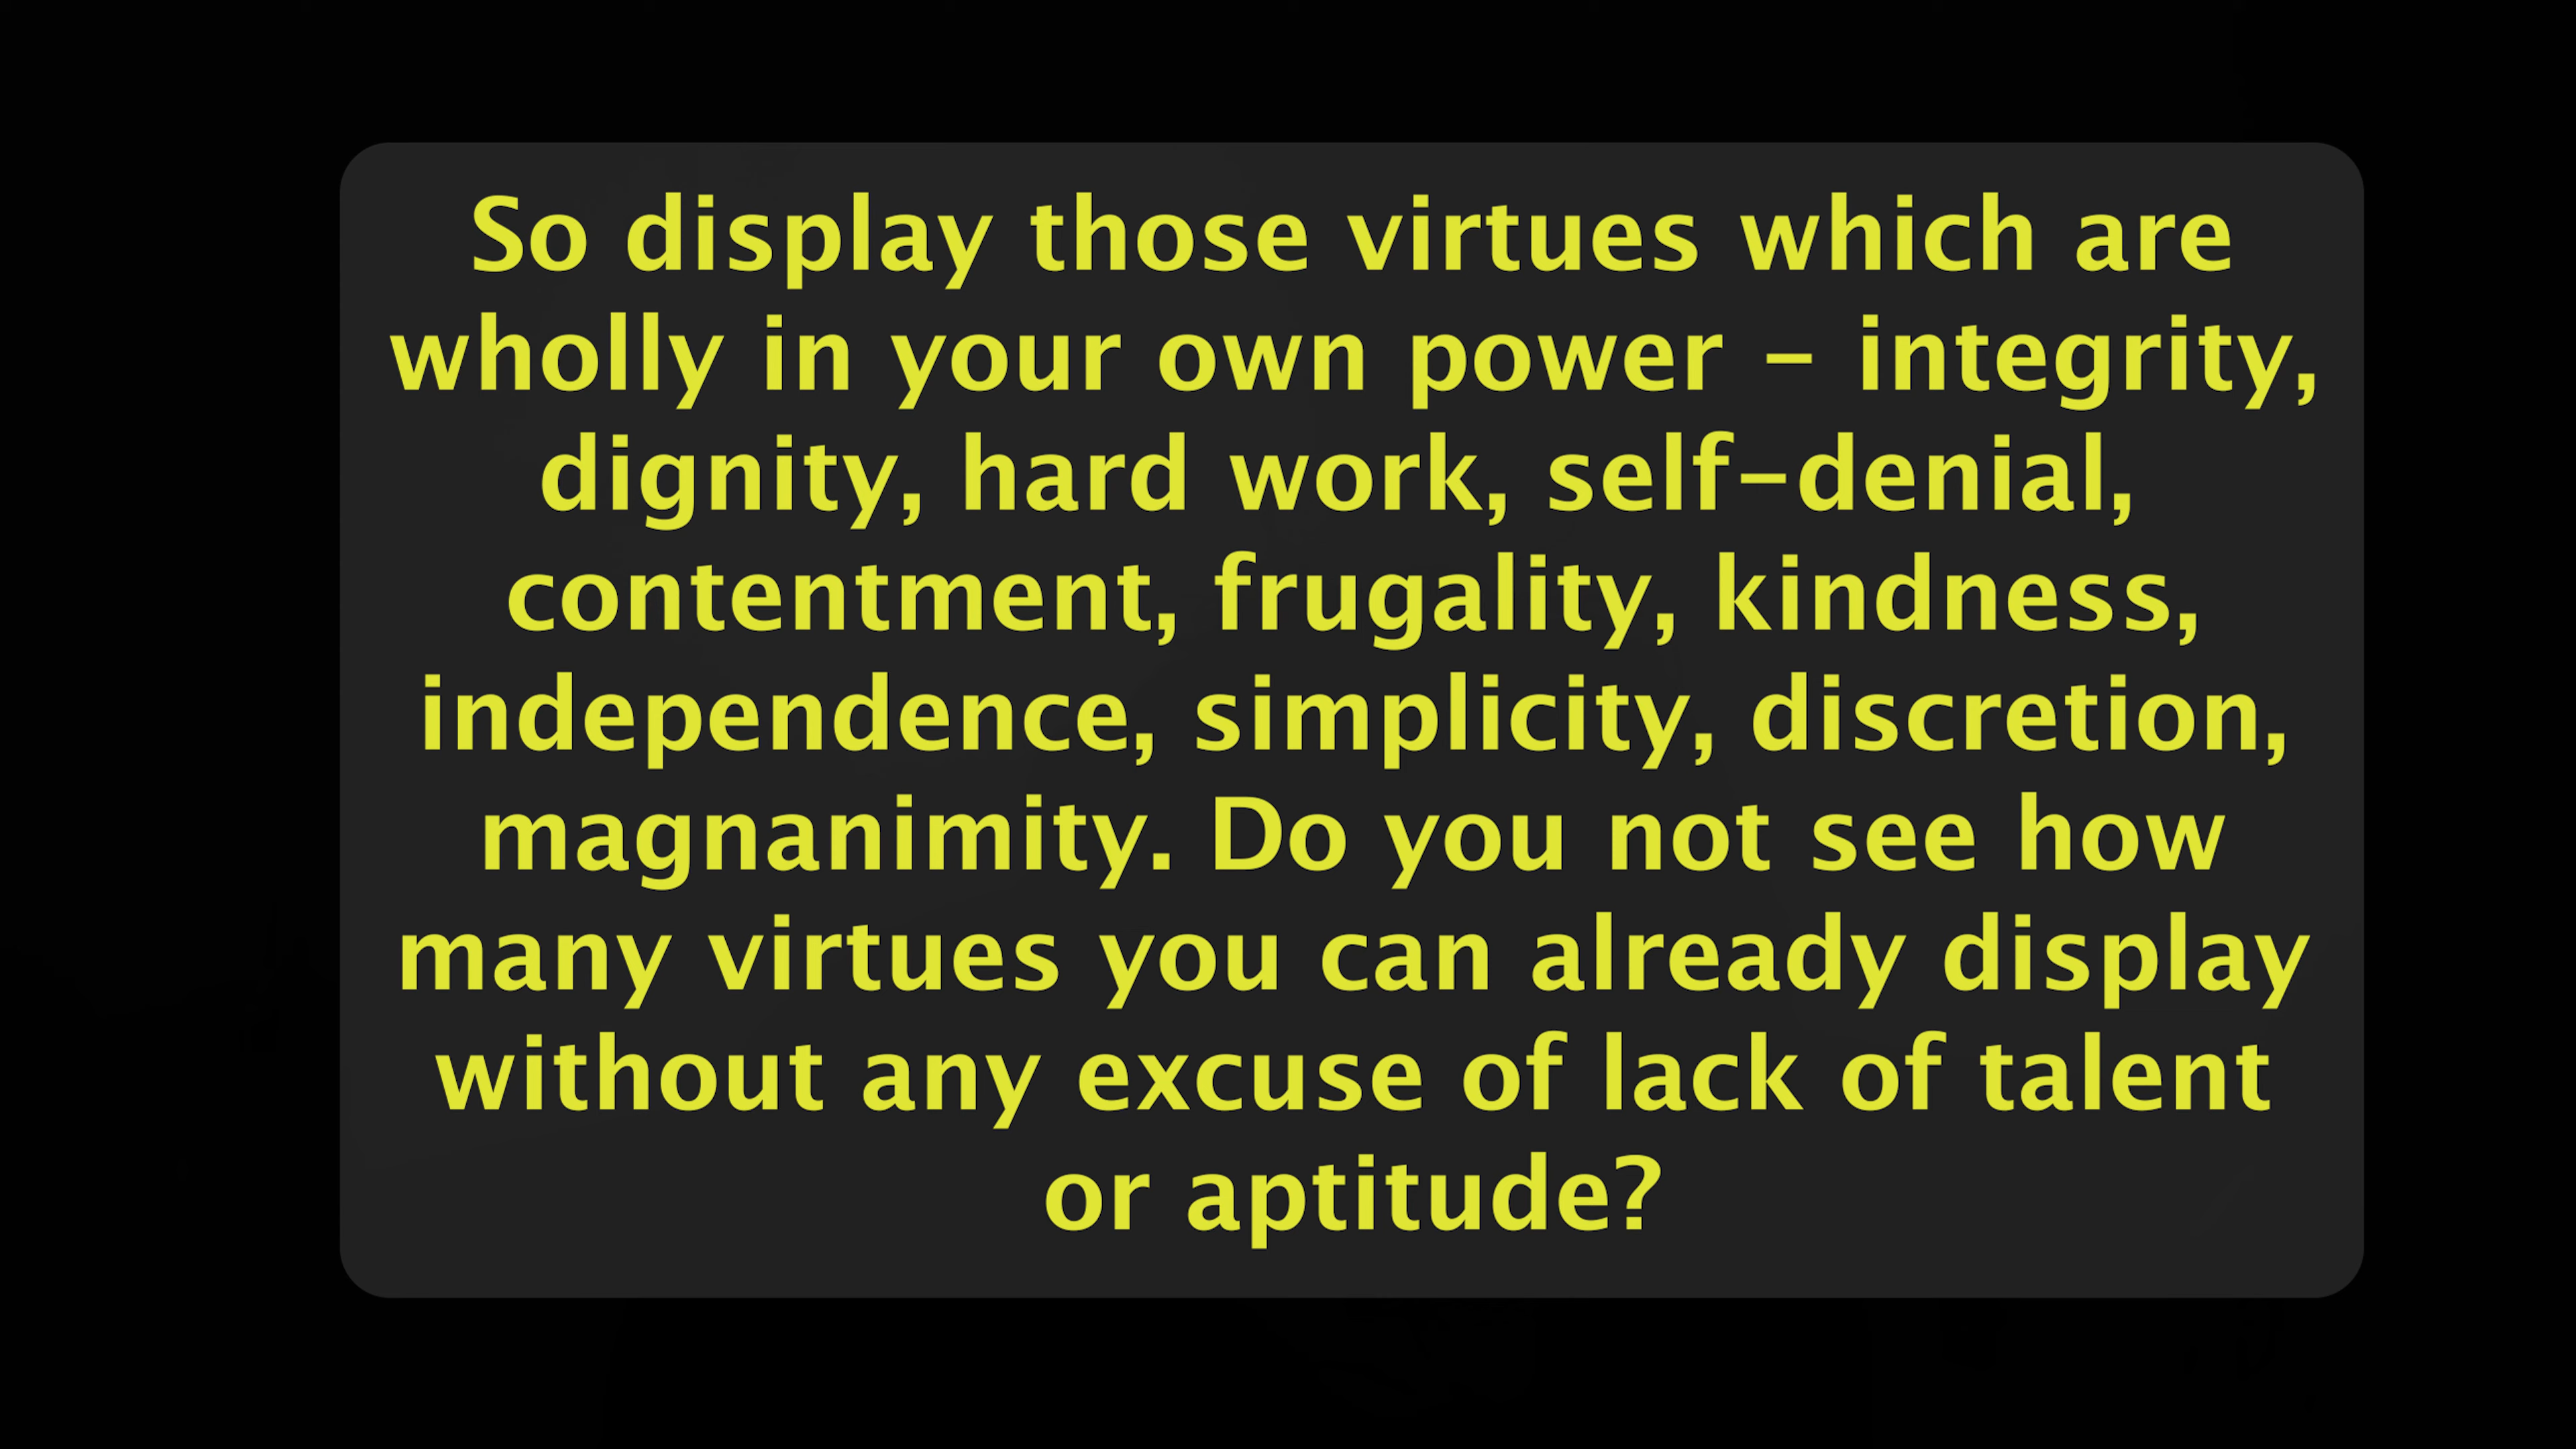 So display those virtues which are
wholly in your own power – integrity,
dignity, hard work, self-denial,
contentment, frugality, kindness,
independence, simplicity, discretion,
magnanimity. Do you not see how
many virtues you can already display
without any excuse of lack of talent
or aptitude?